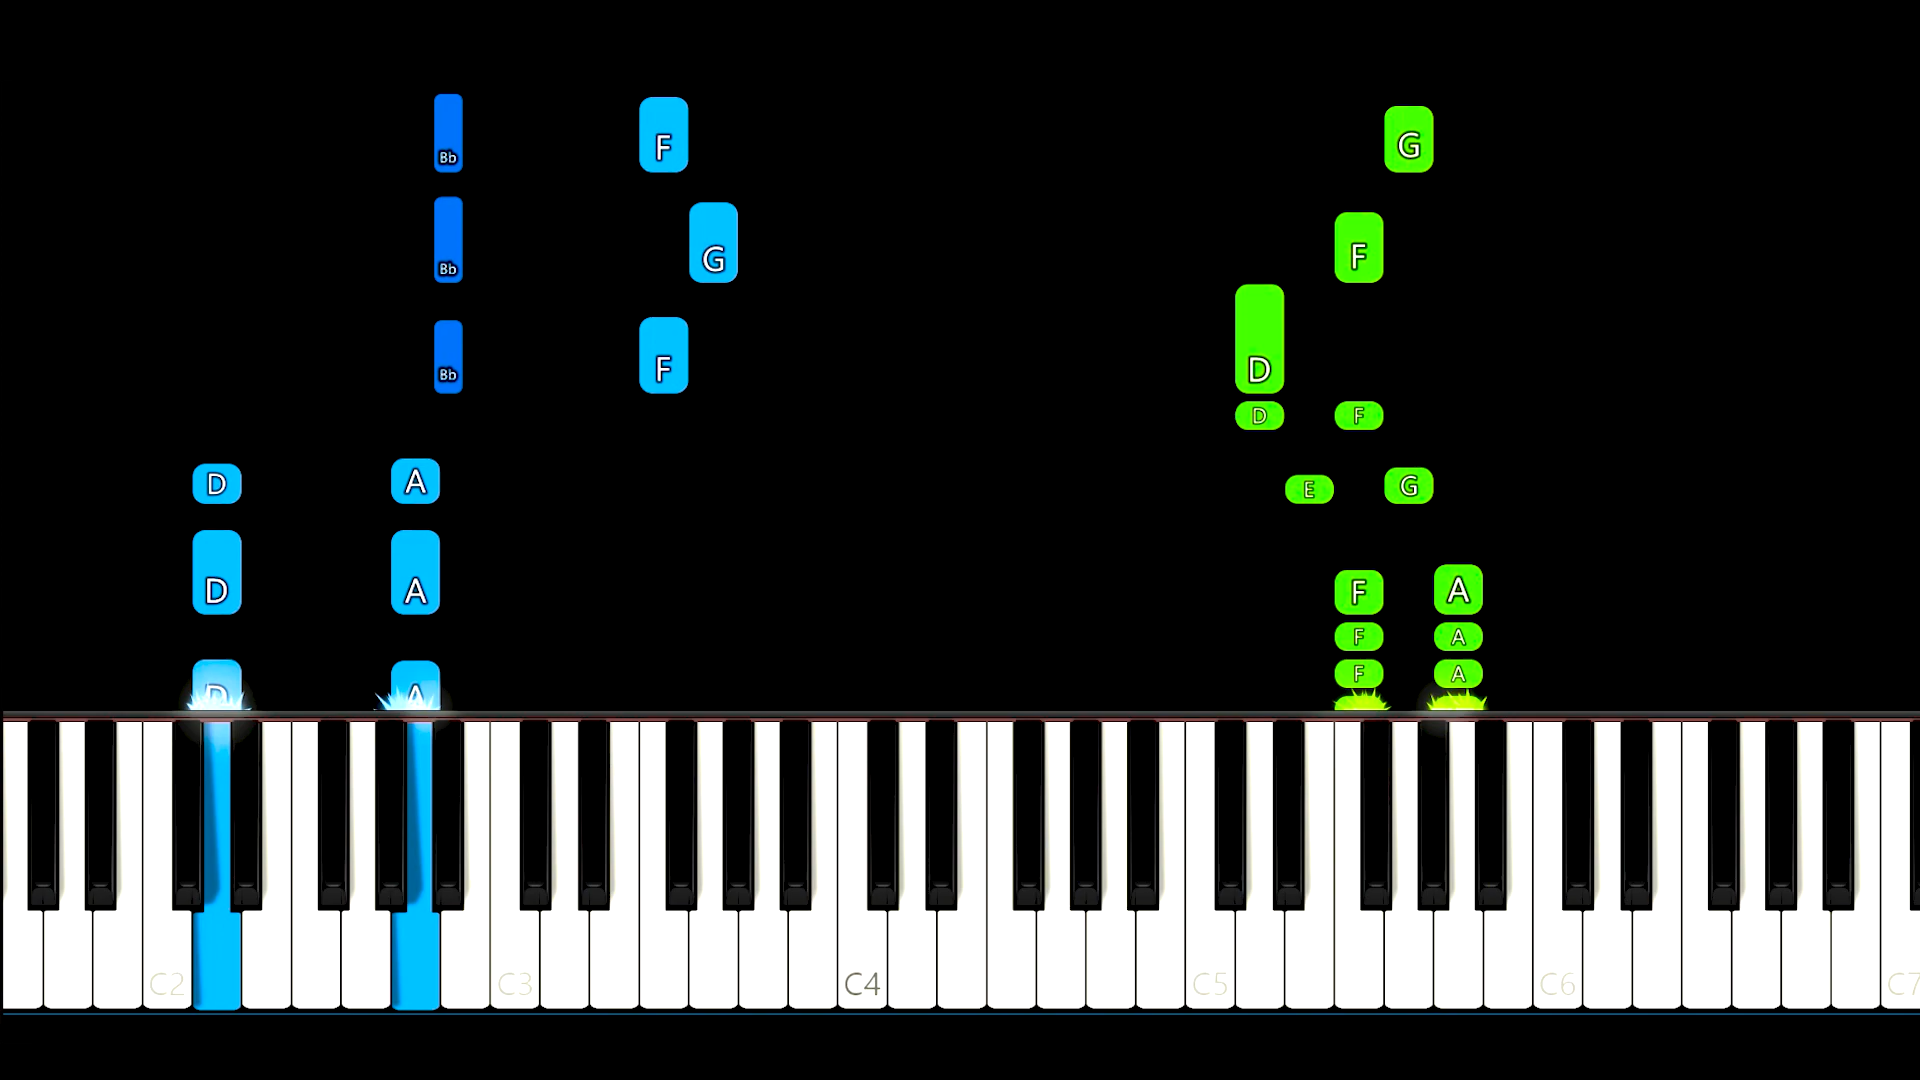 F G
Bb Bb
G F
F D
Bb
D F
D A E G
D A F A
F A
D A F A
C2 C3 C4 C5 C6 C7